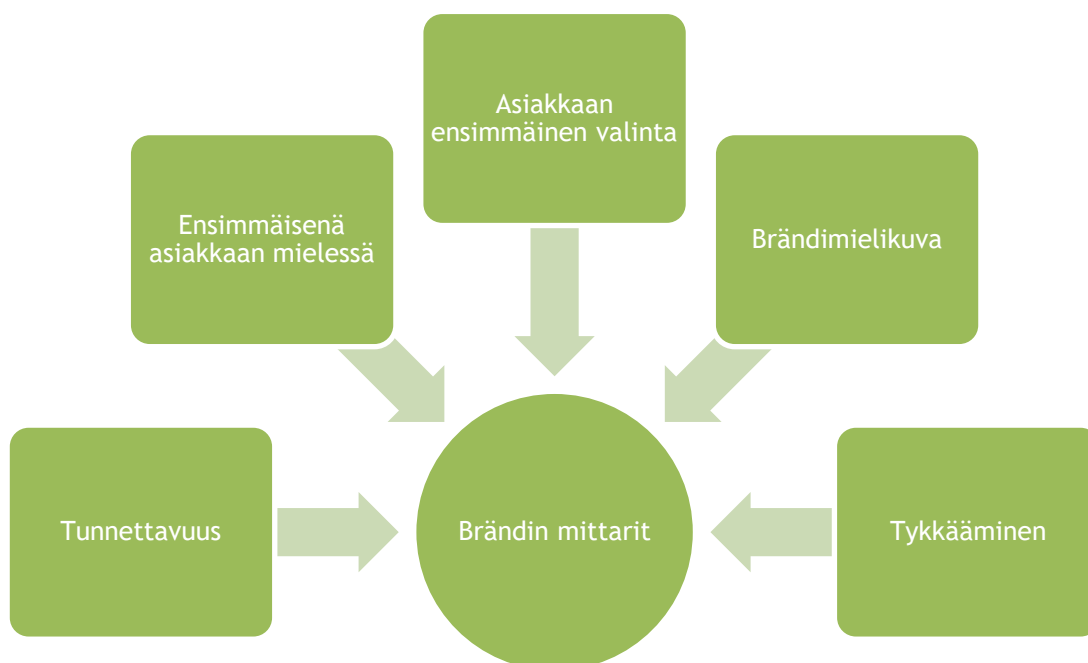 Asiakkaan
ensimmäinen valinta
Ensimmäisenä
asiakkaan mielessä
Brändimielikuva
Tunnettavuus
Brändin mittarit
Tykkääminen